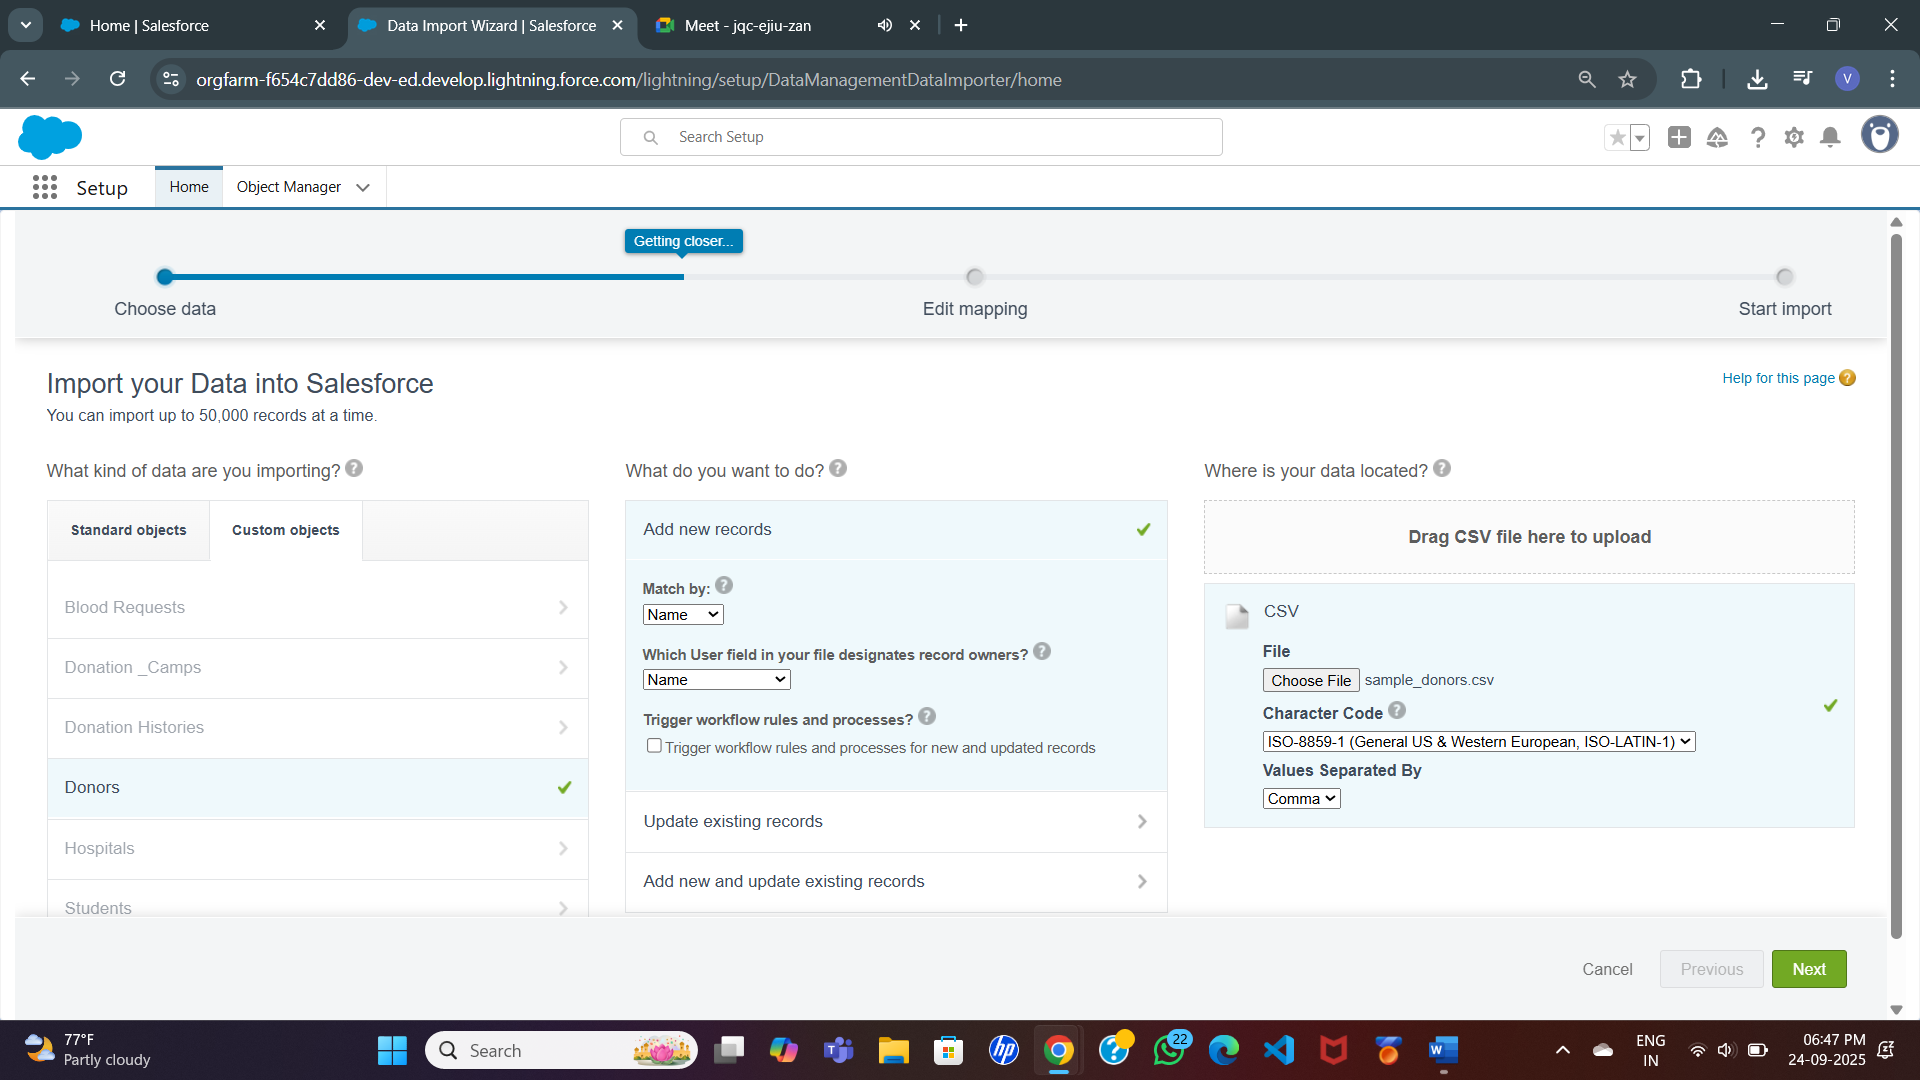 Home | Salesforce
Data Import Wizard | Salesforce
Meet - jqc-ejiu-zan
orgfarm-f654c7dd86-dev-ed.develop.lightning.force.com/lightning/setup/DataManagementDataImporter/home
V
Search Setup
Setup
Home
Object Manager
Getting closer...
Choose data
Edit mapping
Start import
Import your Data into Salesforce
Help for this page ?
You can import up to 50,000 records at a time.
What kind of data are you importing? ?
Standard objects
Custom objects
Blood Requests
Donation _Camps
Donation Histories
Donors
Hospitals
Students
What do you want to do? ?
Add new records
Match by: ?
Name
Which User field in your file designates record owners? ?
Name
Trigger workflow rules and processes? ?
Trigger workflow rules and processes for new and updated records
Update existing records
Add new and update existing records
Where is your data located? ?
Drag CSV file here to upload
CSV
File
Choose File sample_donors.csv
Character Code ?
ISO-8859-1 (General US & Western European, ISO-LATIN-1)
Values Separated By
Comma
Cancel
Previous
Next
77°F
Partly cloudy
Search
22
ENG
IN
06:47 PM
24-09-2025